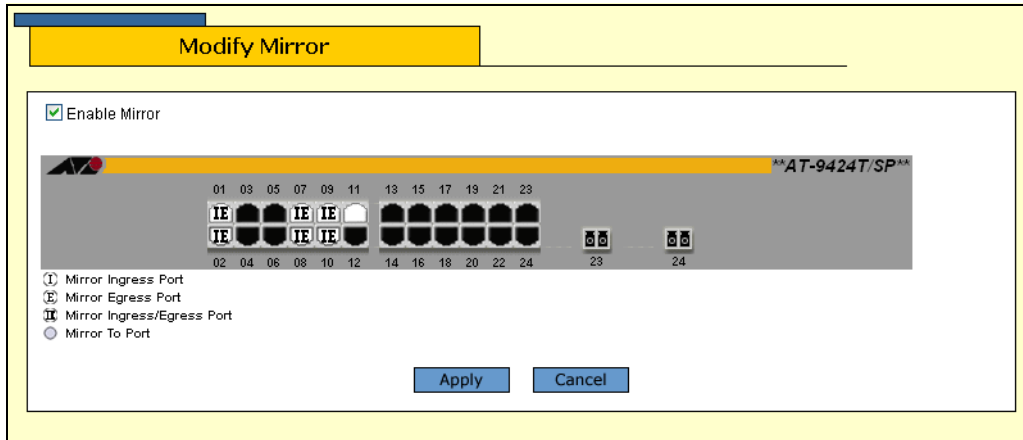 Modify Mirror
Enable Mirror
**AT-9424T/SP**
01 03 05 07 09 11 13 15 17 19 21 23
IE IE IE
IE IE IE
02 04 06 08 10 12 14 16 18 20 22 24 23 24
I Mirror Ingress Port
E Mirror Egress Port
IE Mirror Ingress/Egress Port
Mirror To Port
Apply Cancel